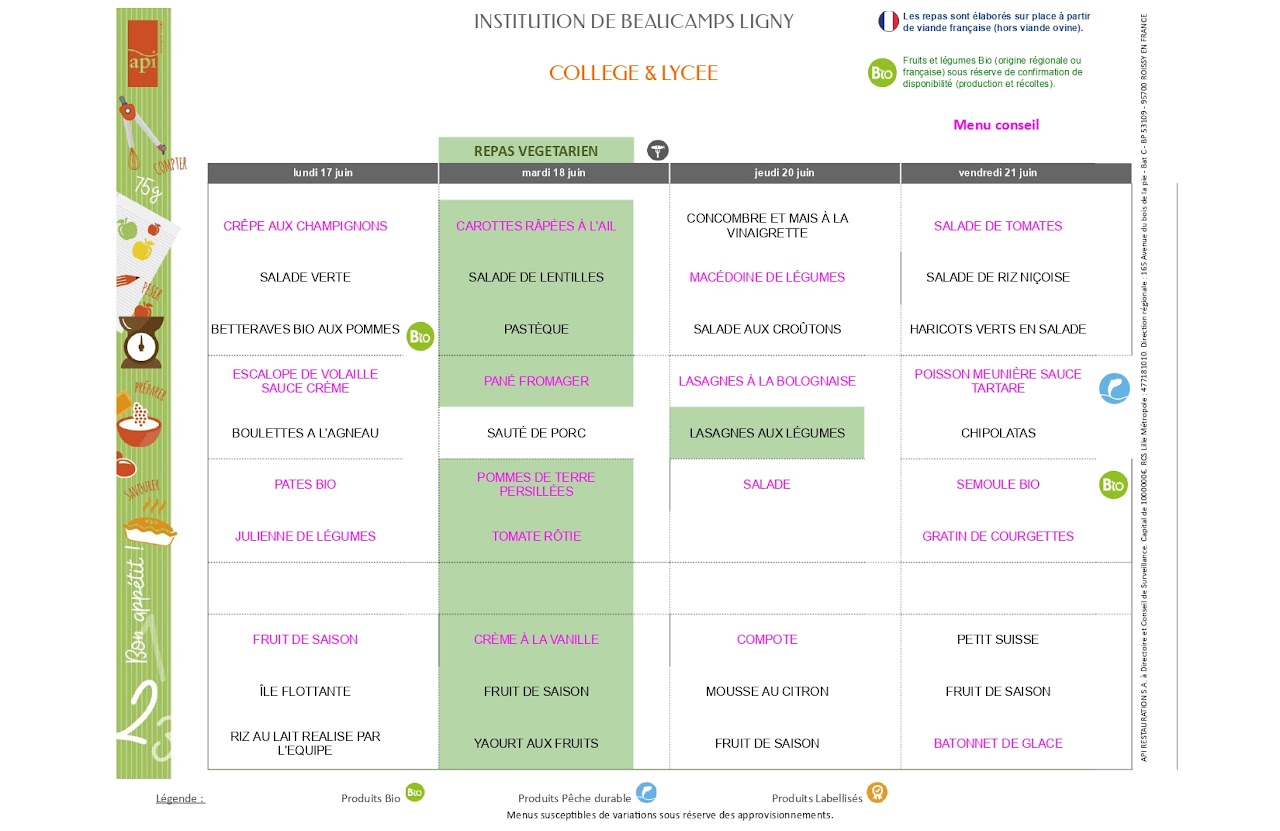 INSTITUTION DE BEAUCAMPS LIGNY
COLLEGE & LYCEE
Les repas sont élaborés sur place à partir
de viande française (hors viande ovine).
Bio
Fruits et légumes Bio (origine régionale ou
française) sous réserve de confirmation de
disponibilité (production et récoltes).
Menu conseil
api
COMPTER
75g
PESER
PRÉPARER
SAVOURER
Bon appétit !
1
2
3
REPAS VEGETARIEN
lundi 17 juin
mardi 18 juin
jeudi 20 juin
vendredi 21 juin
CRÊPE AUX CHAMPIGNONS
CAROTTES RÂPÉES À L'AIL
CONCOMBRE ET MAIS À LA
VINAIGRETTE
SALADE DE TOMATES
SALADE VERTE
SALADE DE LENTILLES
MACÉDOINE DE LÉGUMES
SALADE DE RIZ NIÇOISE
BETTERAVES BIO AUX POMMES
Bio
PASTÈQUE
SALADE AUX CROÛTONS
HARICOTS VERTS EN SALADE
ESCALOPE DE VOLAILLE
SAUCE CRÈME
PANÉ FROMAGER
LASAGNES À LA BOLOGNAISE
POISSON MEUNIÈRE SAUCE
TARTARE
BOULETTES A L'AGNEAU
SAUTÉ DE PORC
LASAGNES AUX LÉGUMES
CHIPOLATAS
PATES BIO
POMMES DE TERRE
PERSILLÉES
SALADE
SEMOULE BIO
Bio
JULIENNE DE LÉGUMES
TOMATE RÔTIE
GRATIN DE COURGETTES
FRUIT DE SAISON
CRÈME À LA VANILLE
COMPOTE
PETIT SUISSE
ÎLE FLOTTANTE
FRUIT DE SAISON
MOUSSE AU CITRON
FRUIT DE SAISON
RIZ AU LAIT REALISE PAR
L'EQUIPE
YAOURT AUX FRUITS
FRUIT DE SAISON
BATONNET DE GLACE
API RESTAURATION S.A. à Directoire et Conseil de Surveillance. Capital de 1000000€. RCS Lille Métropole : 477181010. Direction régionale : 165 Avenue du bois de la pie - Bat C - BP 53109 - 95700 ROISSY EN FRANCE
Légende :
Produits Bio
Bio
Produits Pêche durable
Produits Labellisés
Menus susceptibles de variations sous réserve des approvisionnements.